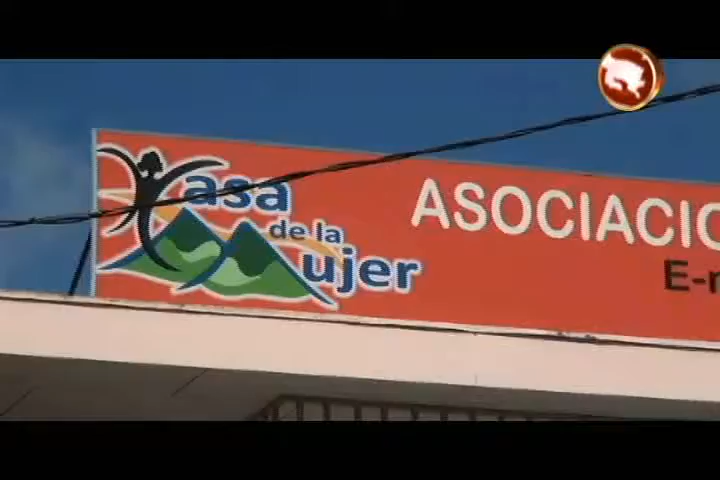 Casa
de la
Mujer
ASOCIACIO
E-